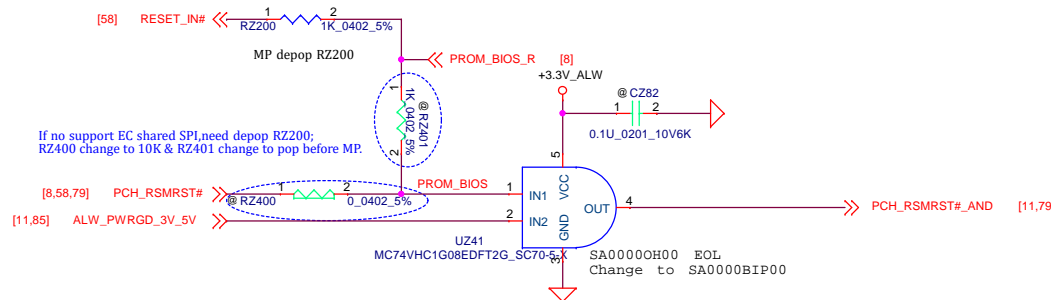 [58] RESET_IN# 1 2
RZ200 1K_0402_5%
MP depop RZ200
PROM_BIOS_R [8]
+3.3V_ALW
@ CZ82
1 2
0.1U_0201_10V6K
1 2
@ RZ401
1K_0402_5%
If no support EC shared SPI,need depop RZ200;
RZ400 change to 10K & RZ401 change to pop before MP.
[8,58,79] PCH_RSMRST# 1 2 PROM_BIOS 1 IN1
@ RZ400 0_0402_5%
[11,85] ALW_PWRGD_3V_5V 2 IN2
5 VCC
GND 3
OUT 4 PCH_RSMRST#_AND [11,79
UZ41
MC74VHC1G08EDFT2G_SC70-5-X
SA0000OH00 EOL
Change to SA0000BIP00